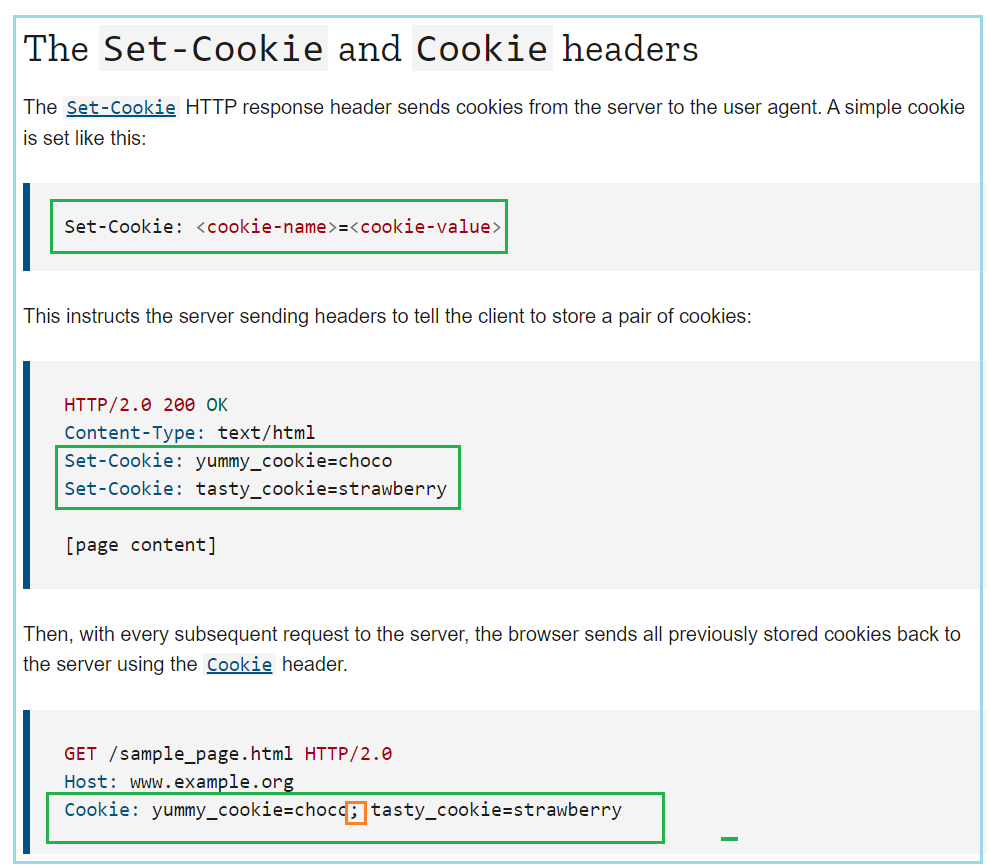 The Set-Cookie and Cookie headers
The Set-Cookie HTTP response header sends cookies from the server to the user agent. A simple cookie
is set like this:
Set-Cookie: <cookie-name>=<cookie-value>
This instructs the server sending headers to tell the client to store a pair of cookies:
HTTP/2.0 200 OK
Content-Type: text/html
Set-Cookie: yummy_cookie=choco
Set-Cookie: tasty_cookie=strawberry
[page content]
Then, with every subsequent request to the server, the browser sends all previously stored cookies back to
the server using the Cookie header.
GET /sample_page.html HTTP/2.0
Host: www.example.org
Cookie: yummy_cookie=choco; tasty_cookie=strawberry